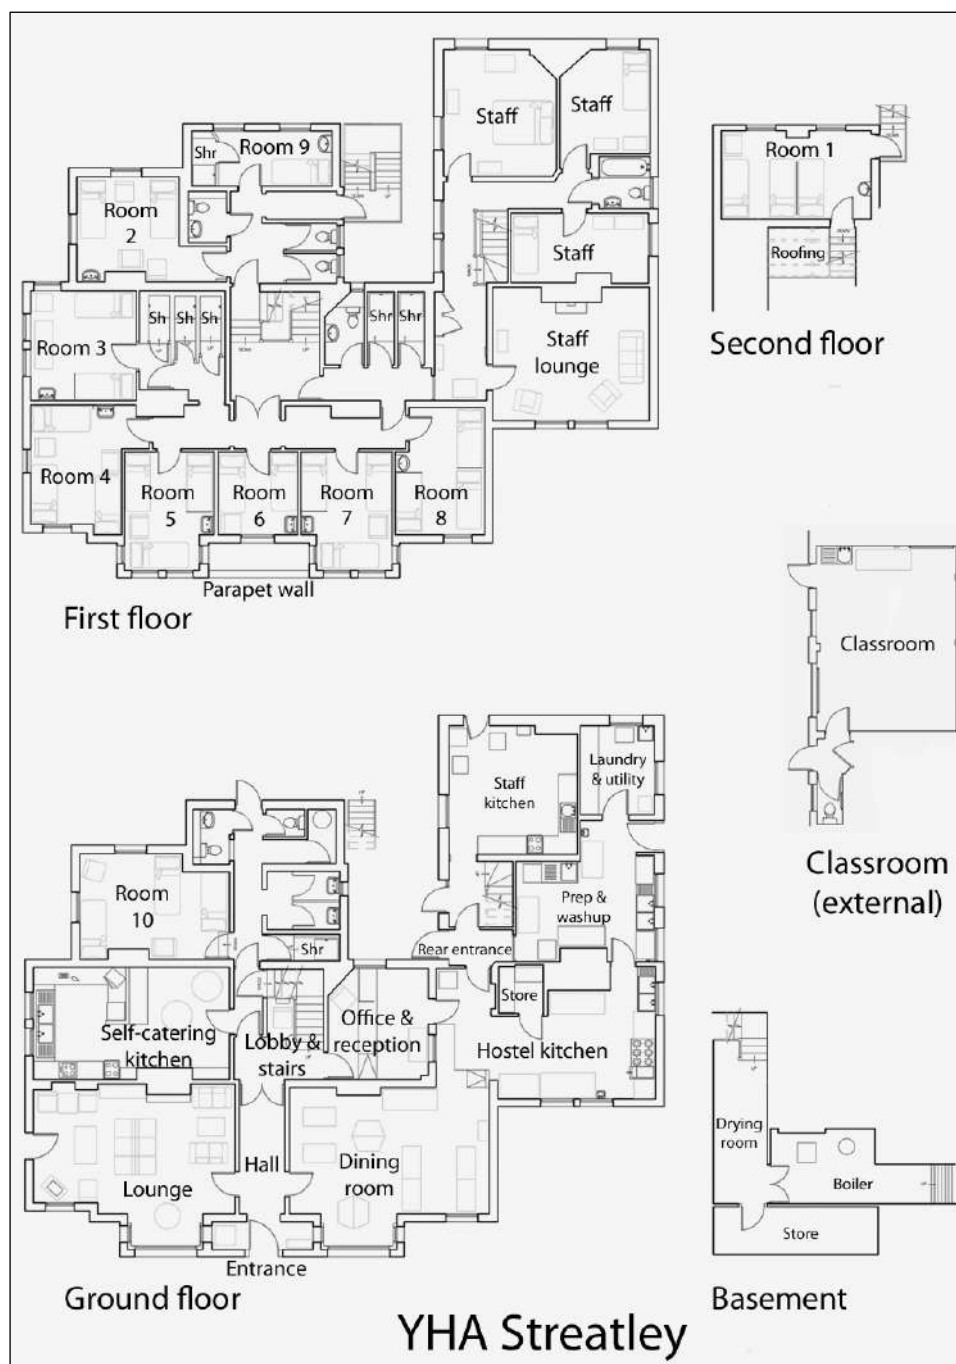 Staff
Staff
Shr
Room 9
Room
2
Staff
Room 1
Roofing
Second floor
Room 3
Sh
Sh
Sh
Shr
Shr
Staff
lounge
Room 4
Room
5
Room
6
Room
7
Room
8
Parapet wall
First floor
Classroom
Classroom
(external)
Staff
kitchen
Laundry
& utility
Room
10
Prep &
washup
Rear entrance
Shr
Store
Self-catering
kitchen
Lobby &
stairs
Office &
reception
Hostel kitchen
Lounge
Hall
Dining
room
Entrance
Ground floor
Drying
room
Boiler
Store
Basement
YHA Streatley